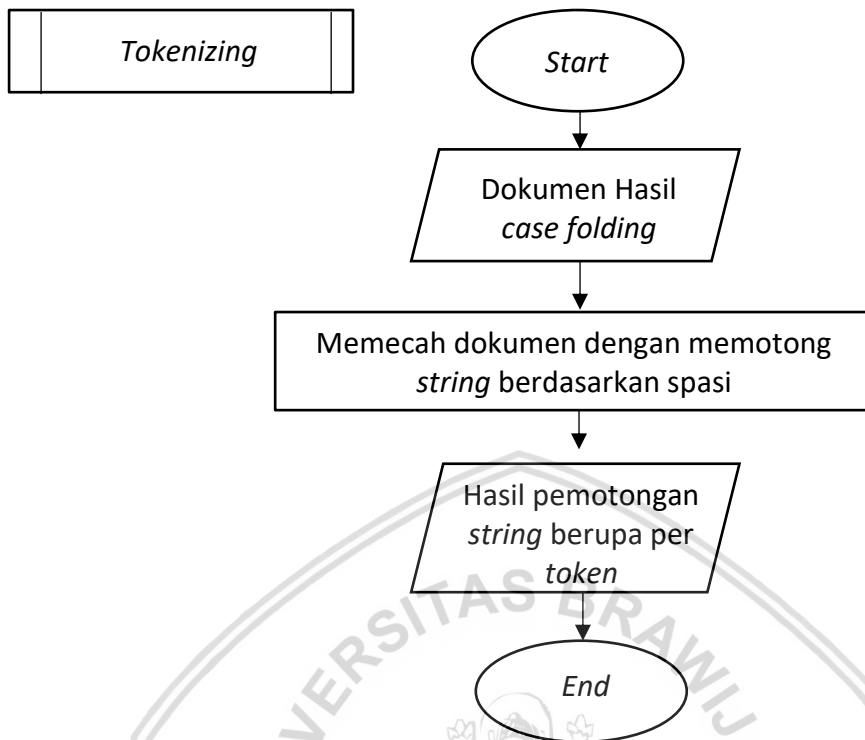 Tokenizing
Start
Dokumen Hasil
case folding
Memecah dokumen dengan memotong
string berdasarkan spasi
Hasil pemotongan
string berupa per
token
End
VERSITAS BRAWIJ